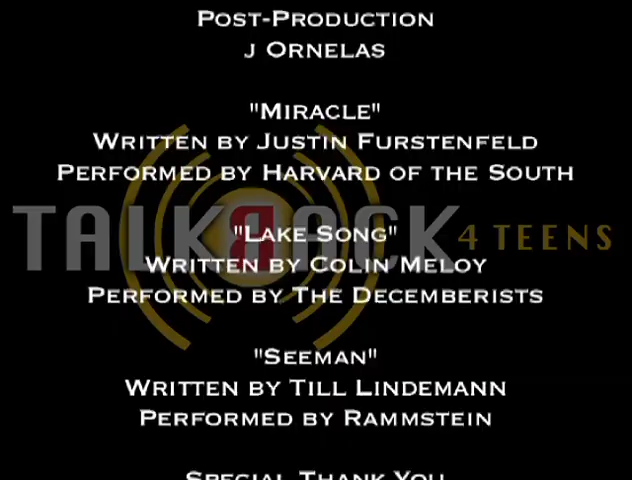 Post-Production
J Ornelas
"Miracle"
Written by Justin Furstenfeld
Performed by Harvard of the South
TALKBACK 4 TEENS
"Lake Song"
Written by Colin Meloy
Performed by The Decemberists
"Seeman"
Written by Till Lindemann
Performed by Rammstein
Special Thank You